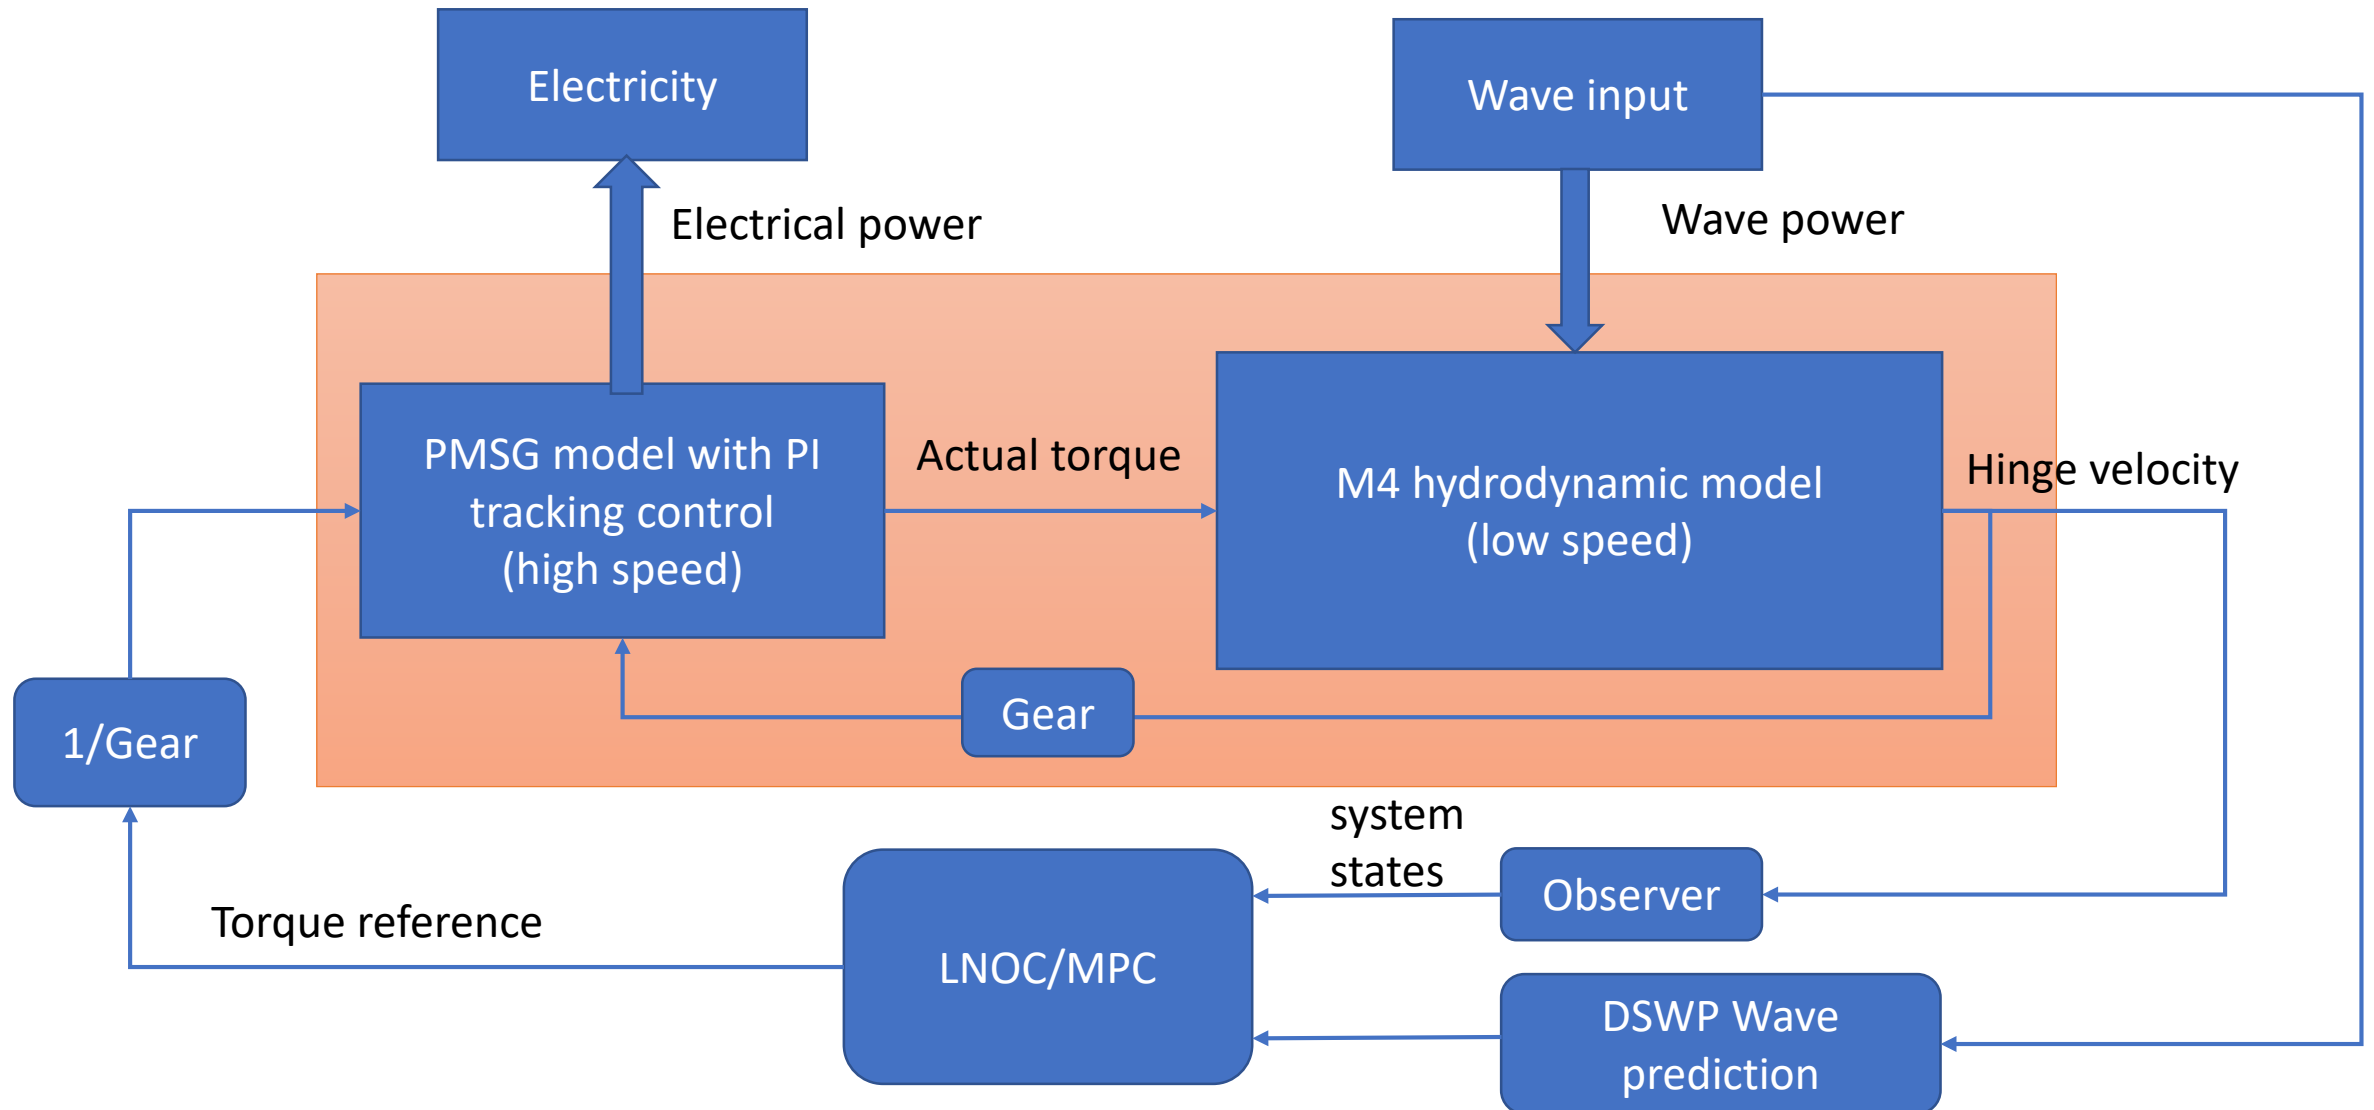 Electricity
Wave input
Electrical power
Wave power
PMSG model with PI
tracking control
(high speed)
Actual torque
M4 hydrodynamic model
(low speed)
Hinge velocity
Gear
1/Gear
system
states
Observer
Torque reference
LNOC/MPC
DSWP Wave
prediction